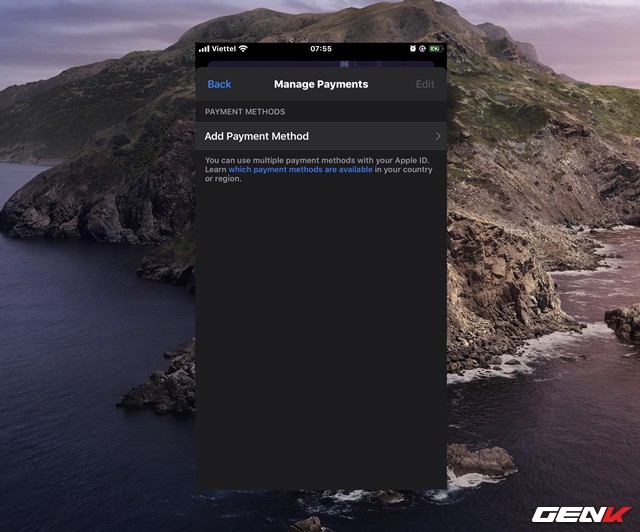 Viettel 07:55
Back Manage Payments Edit
PAYMENT METHODS
Add Payment Method
You can use multiple payment methods with your Apple ID.
Learn which payment methods are available in your country
or region.
GENK